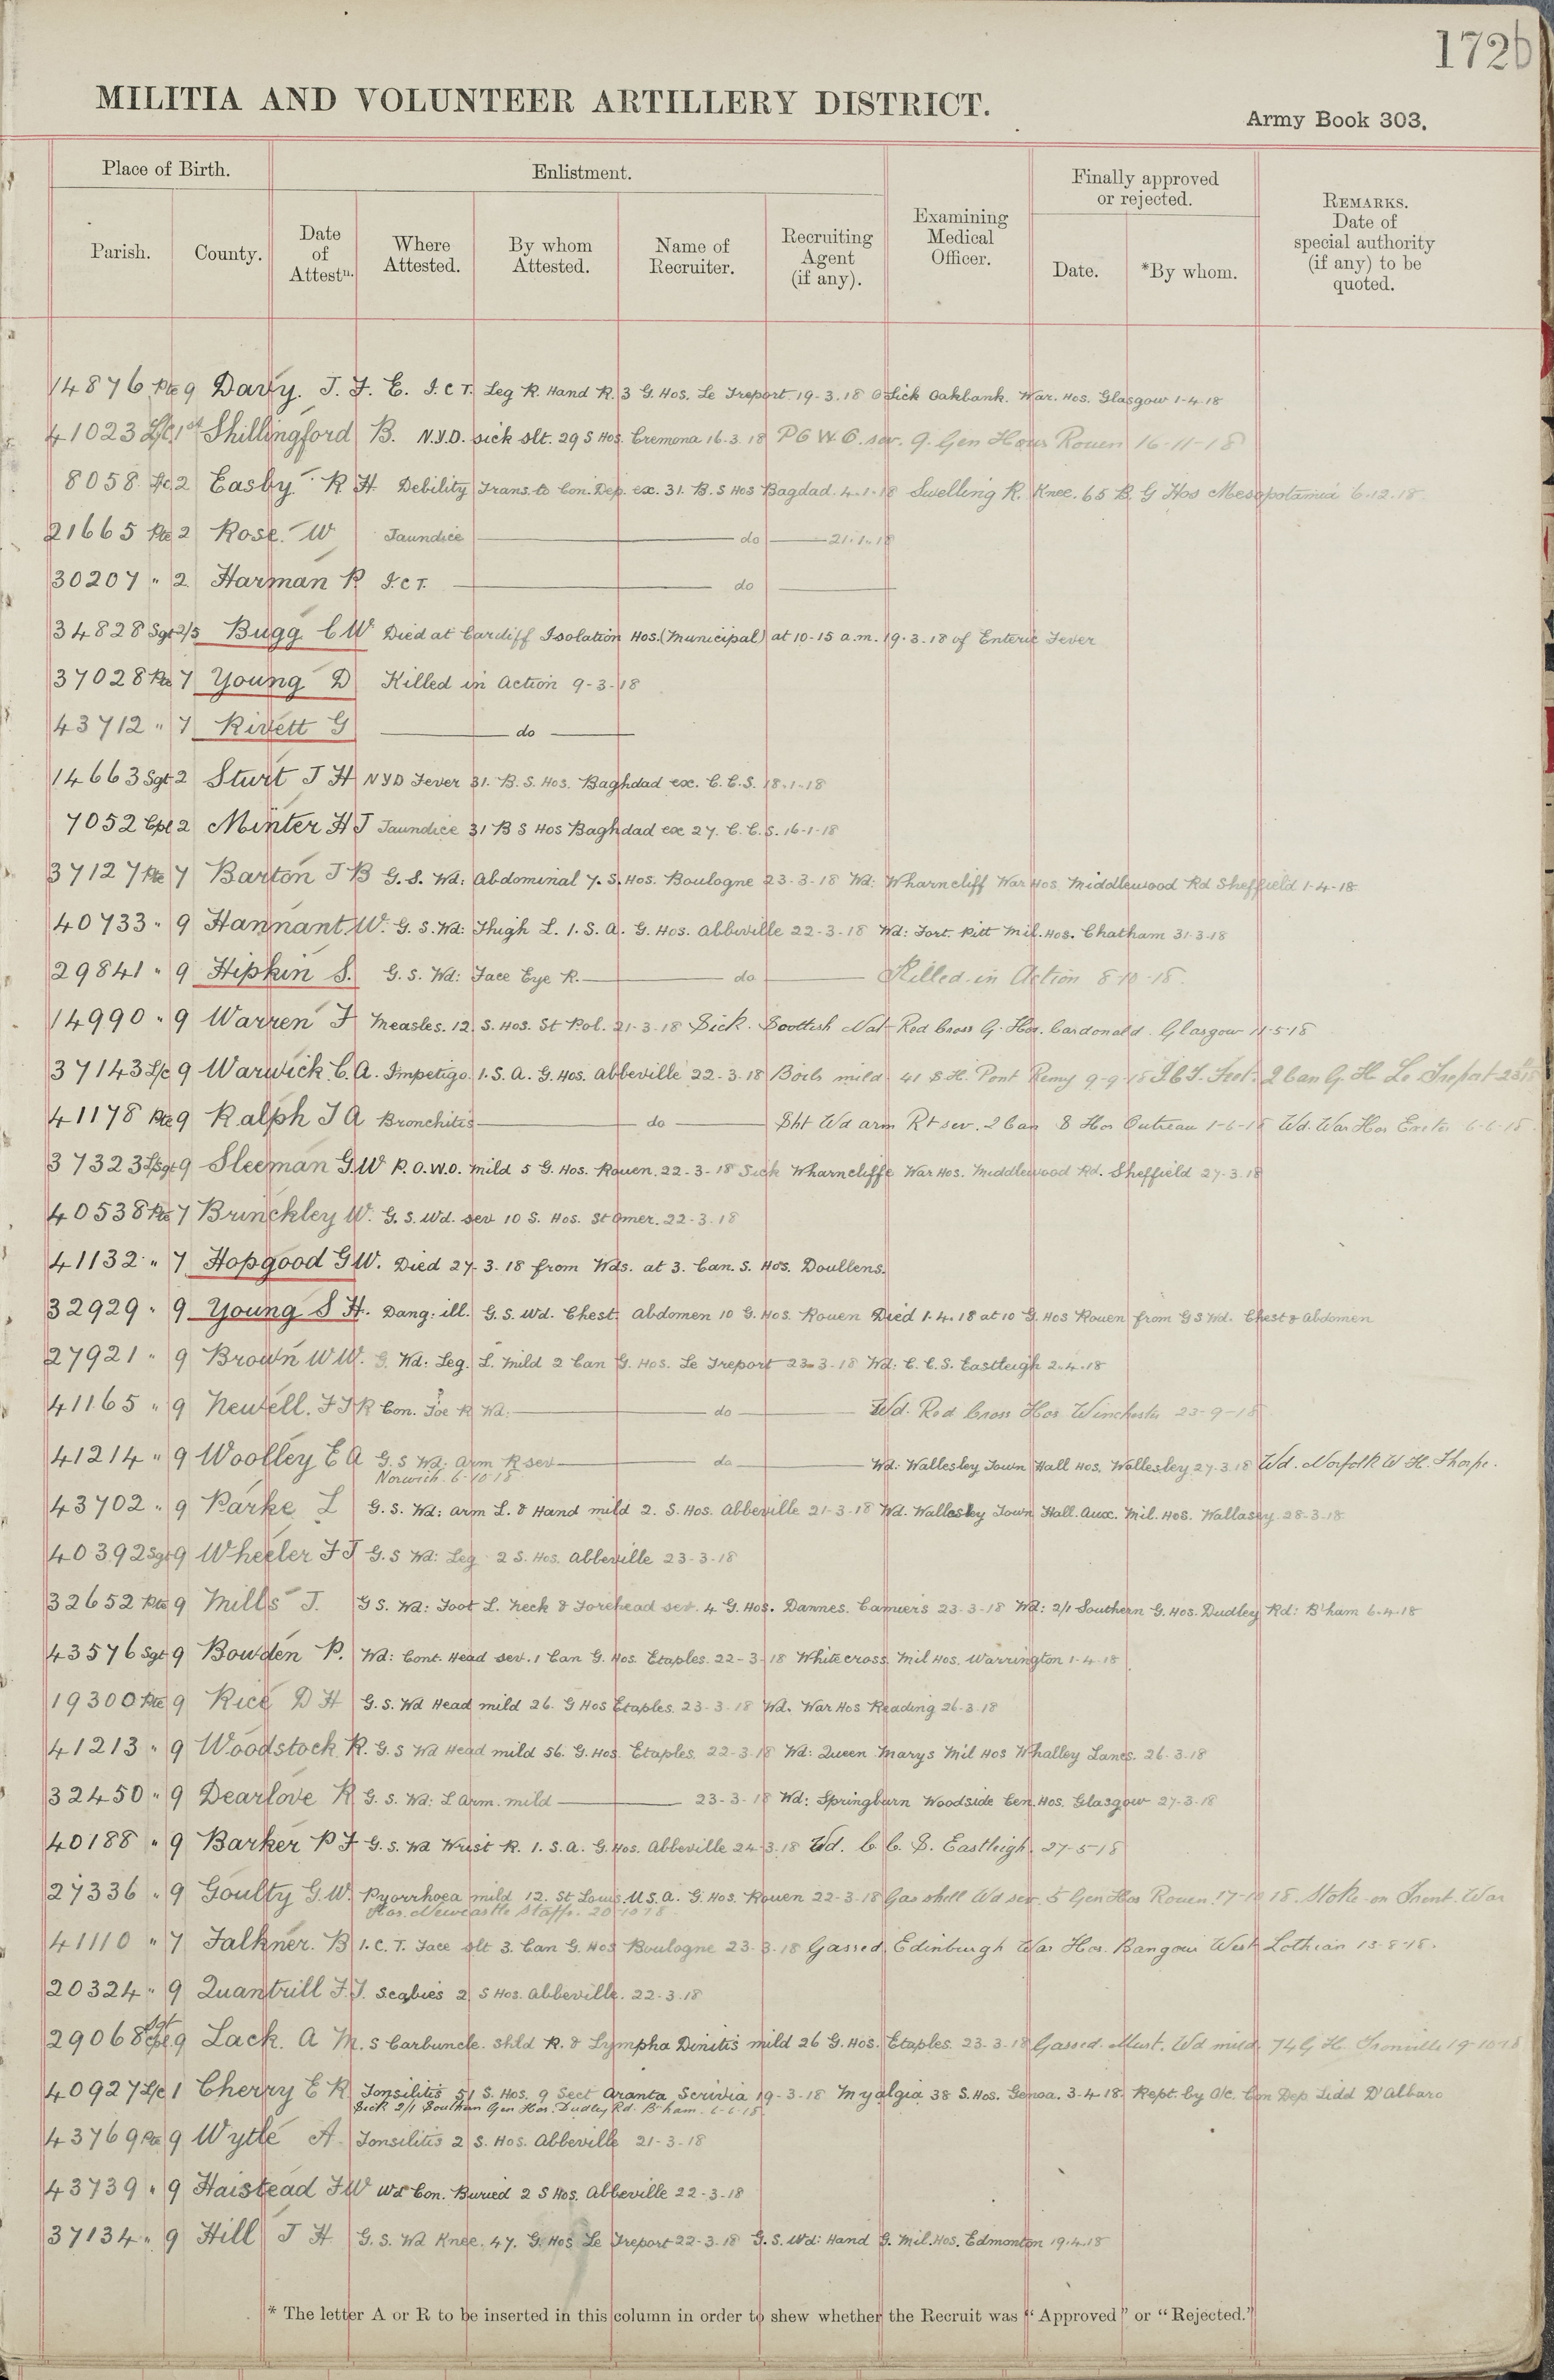 172b
MILITIA AND VOLUNTEER ARTILLERY DISTRICT.
Army Book 303.
Place of Birth.
Enlistment.
Finally approved or rejected.
Parish.
County.
Date of Attestn.
Where Attested.
By whom Attested.
Name of Recruiter.
Recruiting Agent (if any).
Examining Medical Officer.
Date.
*By whom.
REMARKS. Date of special authority (if any) to be quoted.
14876 Pte 9 Davy. J. F. E. I.C.T. Leg R. Hand R. 3 G. Hos. Le Treport. 19-3.18 Sick Oakbank. War. Hos. Glasgow 1-4-18
41023 L/C 1st Shillingford B. N.Y.D. sick slt. 29 S Hos. Cremona 16-3.18 9. Gen Rouen 16-11-18
8058 L/C 2 Easby R H Debility Trans. to Con. Dep. ex. 31. B. S Hos Bagdad. 4.1.18 Swelling R. Knee. 65 B. G Hos Mesopotamia 6.12.18
21665 Pte 2 Rose. W Jaundice do 21.1.18
30207 " 2 Harman R I.C.T. do
34828 Sgt 2/5 Bugg C W Died at Cardiff Isolation Hos. (Municipal) at 10-15 a.m. 19.3.18 of Enteric Fever
37028 Pte 7 Young D Killed in Action 9-3-18
43712 " 7 Rivett G do
14663 Sgt 2 Sturt J H NYD Fever 31. B. S. Hos. Baghdad ex. C.C.S. 18.1.18
7052 Cpl 2 Minter H J Jaundice 31 B S Hos Baghdad ex 27. C.C.S. 16-1-18
37127 Pte 7 Barton J B G.S. Wd: Abdominal 7. S. Hos. Boulogne 23-3-18 Wd: Wharncliff War Hos Middlewood Rd Sheffield 1-4-18
40733 " 9 Hannant. W. G.S. Wd: Thigh L. 1. S. A. G. Hos. Abbeville 22-3-18 Wd: Fort. Pitt Mil. Hos. Chatham 31-3-18
29841 " 9 Hipkin S. G.S. Wd: Face Eye R. do Killed in Action 8-10-18.
14990 " 9 Warren F Measles. 12. S. Hos. St Pol. 21-3-18 Sick. Scottish Nat Red Cross G. Hos. Cardonald Glasgow 11-5-18
37143 L/C 9 Warwick C. A. Impetigo. 1. S. A. G. Hos. Abbeville 22-3.18 Boils mild 41 S.H. Pont Remy 9-9-18 I.C.T. Feet. 2 Can G. H. Le Treport
41178 Pte 9 Ralph J A Bronchitis do Sht Wd arm Rt sev. 2 Can S Hos Outreau 1-6-18 Wd. War Hos Exeter 6-6-18.
37323 L/Sgt 9 Sleeman G.W P.O.W.O. mild 5 G. Hos. Rouen. 22-3-18 Sick Wharncliffe War Hos. Middlewood Rd. Sheffield 27-3.18
40538 Pte 7 Brinckley W. G.S. Wd. sev 10 S. Hos. St Omer. 22-3.18
41132 " 7 Hopgood G W. Died 27-3.18 from Wds. at 3. Can. S. Hos. Doullens.
32929 " 9 Young S H. Dang: ill. G.S. Wd. Chest. Abdomen 10 G. Hos. Rouen Died 1.4.18 at 10 G. Hos Rouen from G S Wd. Chest & Abdomen
27921 " 9 Brown W W. G. Wd: Leg. L. Mild 2 Can G. Hos. Le Treport 23-3-18 Wd: C.C.S. Eastleigh 2.4.18
41165 " 9 Newell. F J R Con. Toe R Wd. do Wd. Red Cross Hos Winchester 23-9-18
41214 " 9 Woolley E A G.S Wd: Arm R sev do Wd: Wallesley Town Hall Hos. Wallesley 27.3.18 Wd. Norfolk W. H. Thorpe.
Norwich. 6-10-18
43702 " 9 Parke L G.S. Wd: Arm L. & Hand mild 2. S. Hos. Abbeville 21-3-18 Wd. Wallasey Town Hall. Aux. Mil. Hos. Wallasey. 28-3.18
40392 Sgt 9 Wheeler F J G.S Wd: Leg 2 S. Hos. Abbeville 23-3-18
32652 Pte 9 Mills J. G S. Wd: Foot L. Neck & Forehead sev. 4 G. Hos. Dannes. Camiers 23-3-18 Wd: 2/1 Southern G. Hos. Dudley Rd: B'ham 6.4.18
43576 Sgt 9 Bowden P. Wd: Cont. Head sev. 1 Can G. Hos. Etaples. 22-3-18 Whitecross Mil Hos. Warrington 1-4.18
19300 Pte 9 Rice D H G.S. Wd Head mild 26. G Hos Etaples. 23-3-18 Wd. War Hos Reading 26.3.18
41213 " 9 Woodstock R. G.S Wd Head mild 56. G. Hos. Etaples 22-3.18 Wd: Queen Marys Mil Hos Whalley Lancs. 26.3.18
32450 " 9 Dearlove R G.S. Wd: L Arm. mild 23-3-18 Wd: Springburn Woodside Cen. Hos. Glasgow 27-3-18
40188 " 9 Barker P F G.S. Wd Wrist R. 1. S. A. G. Hos. Abbeville 24-3.18 Wd. C.C.S. Eastleigh. 27-5-18
27336 " 9 Goulty G.W. Pyorrhoea mild 12. St Louis U.S.A. G. Hos. Rouen 22-3-18 Gas shell Wd sev. 5 Gen Hos Rouen. 17-10 18. Stoke on Trent. War
Hos. Newcastle Staffs. 20-10-18
41110 " 7 Falkner. B I.C.T. Face slt 3. Can G. Hos Boulogne 23.3.18 Gassed Edinburgh War Hos. Bangour West Lothian 13-8-18.
20324 " 9 Quantrill F. J. Scabies 2 S Hos. Abbeville. 22-3.18
29068 Sgt Cpl 9 Lack. A M. S Carbuncle. Shld R. & Lympha Dinitis mild 26 G. Hos. Etaples 23-3-18 Gassed. Must. Wd mild 74 G H. Tronville 19-10-18
40927 L/C 1 Cherry E R Tonsilitis 51 S. Hos. 9 Sect Aranta Scrivia 19-3-18 Myalgia 38 S. Hos. Genoa. 3-4-18. Rept. by O/c. Con Dep Lidd D'Albaro
Sick 2/1 Southern Gen Hos. Dudley Rd. B'ham. 6-6-18
43769 Pte 9 Wytle A. Tonsilitis 2 S. Hos. Abbeville 21-3-18
43739 " 9 Haistead F W Wd Con. Buried 2 S Hos. Abbeville 22-3-18
37134 " 9 Hill J H G.S. Wd Knee. 47. G. Hos Le Treport 22-3.18 G.S. Wd: Hand G. Mil. Hos. Edmonton 19.4.18
* The letter A or R to be inserted in this column in order to shew whether the Recruit was "Approved" or "Rejected."